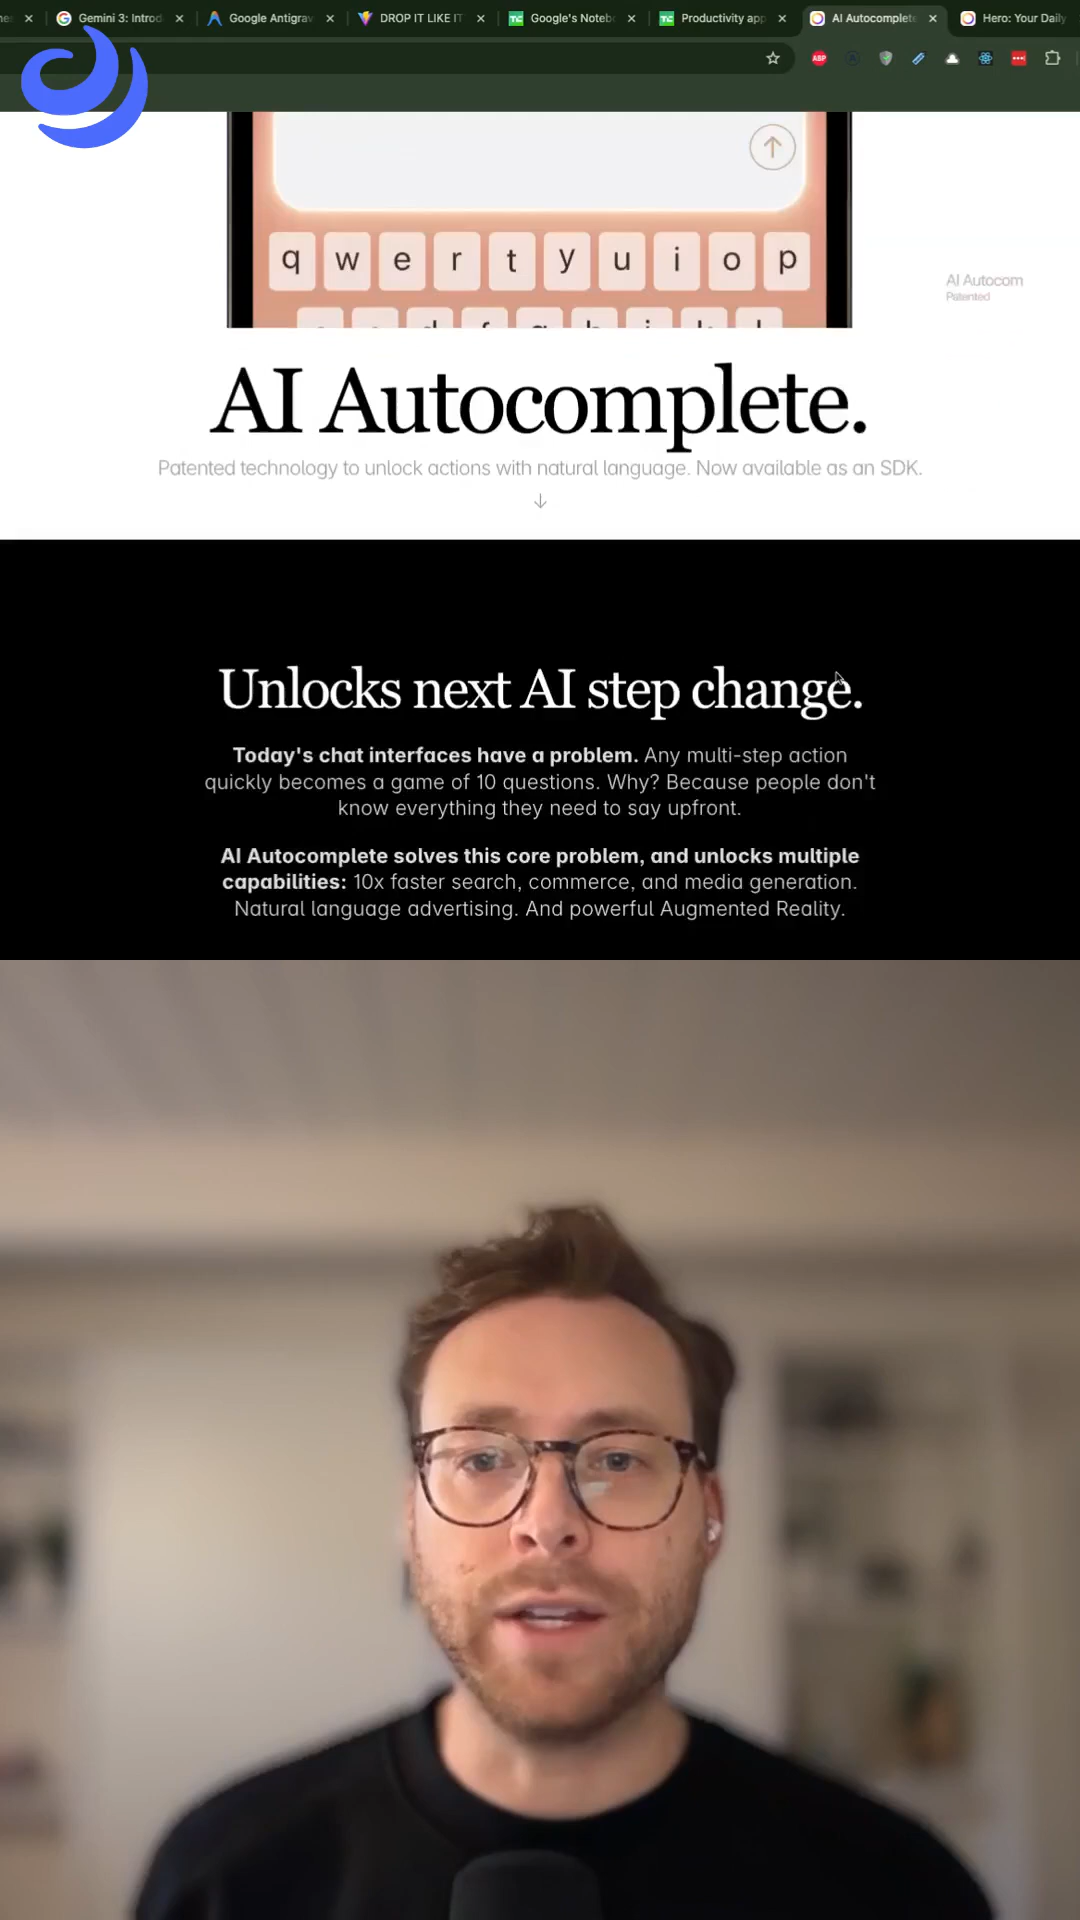 Gemini 3: Introd
Google Antigrav
DROP IT LIKE IT
Google's Noteb
Productivity app
AI Autocomplete
Hero: Your Daily
ABP
q w e r t y u i o p
AI Autocom
Patented
AI Autocomplete.
Patented technology to unlock actions with natural language. Now available as an SDK.
Unlocks next AI step change.
Today's chat interfaces have a problem. Any multi-step action
quickly becomes a game of 10 questions. Why? Because people don't
know everything they need to say upfront.
AI Autocomplete solves this core problem, and unlocks multiple
capabilities: 10x faster search, commerce, and media generation.
Natural language advertising. And powerful Augmented Reality.